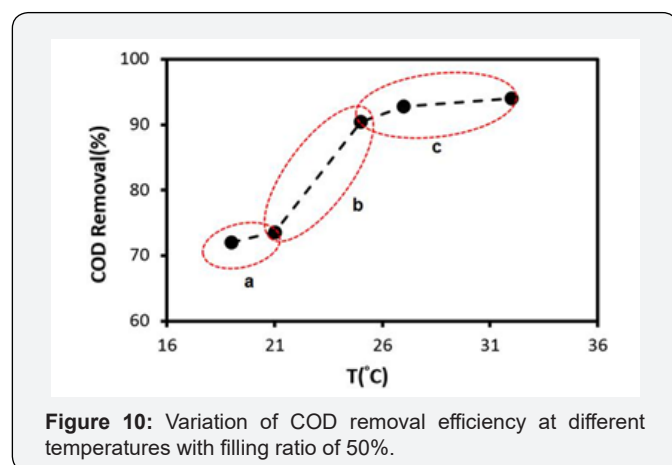 100
90
80
70
60
COD Removal(%)
a
b
c
16
21
26
31
36
T(°C)
Figure 10: Variation of COD removal efficiency at different
temperatures with filling ratio of 50%.